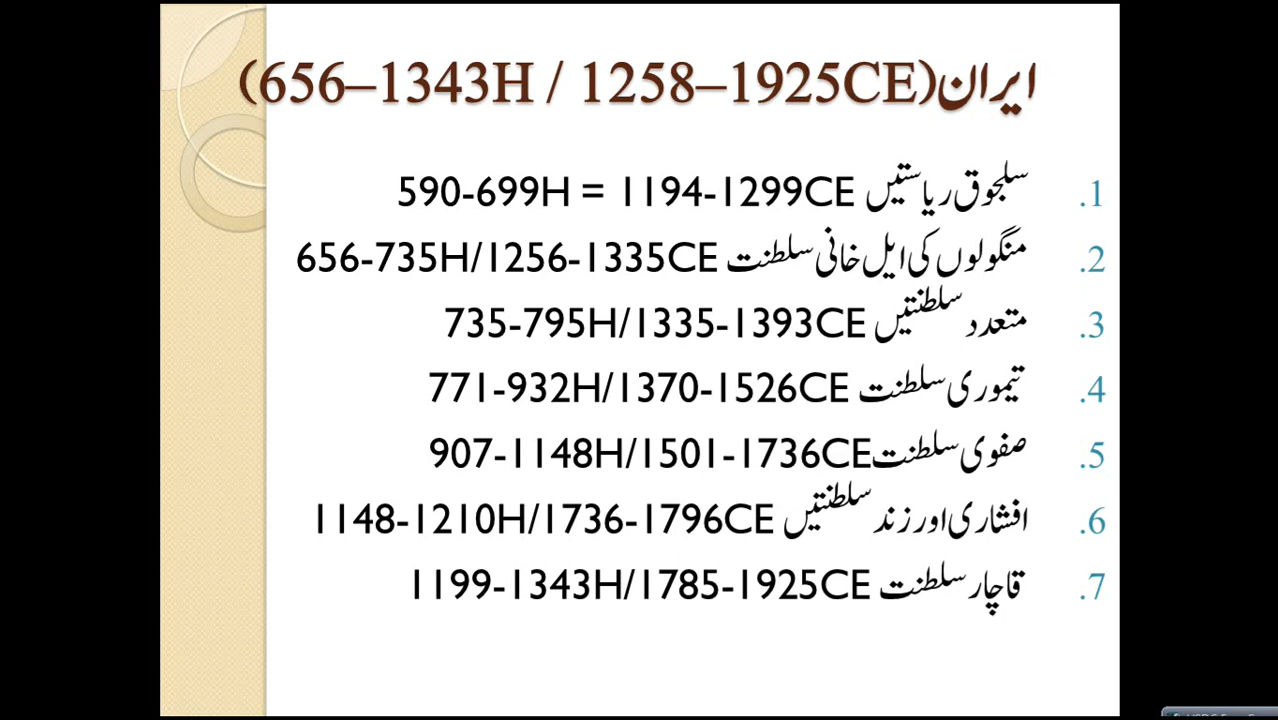 ایران(656–1343H / 1258–1925CE)
1. سلجوق ریاستیں 590-699H = 1194-1299CE
2. منگولوں کی ایل خانی سلطنت 656-735H/1256-1335CE
3. متعدد سلطنتیں 735-795H/1335-1393CE
4. تیموری سلطنت 771-932H/1370-1526CE
5. صفوی سلطنت907-1148H/1501-1736CE
6. افشاری اور زند سلطنتیں 1148-1210H/1736-1796CE
7. قاچار سلطنت 1199-1343H/1785-1925CE